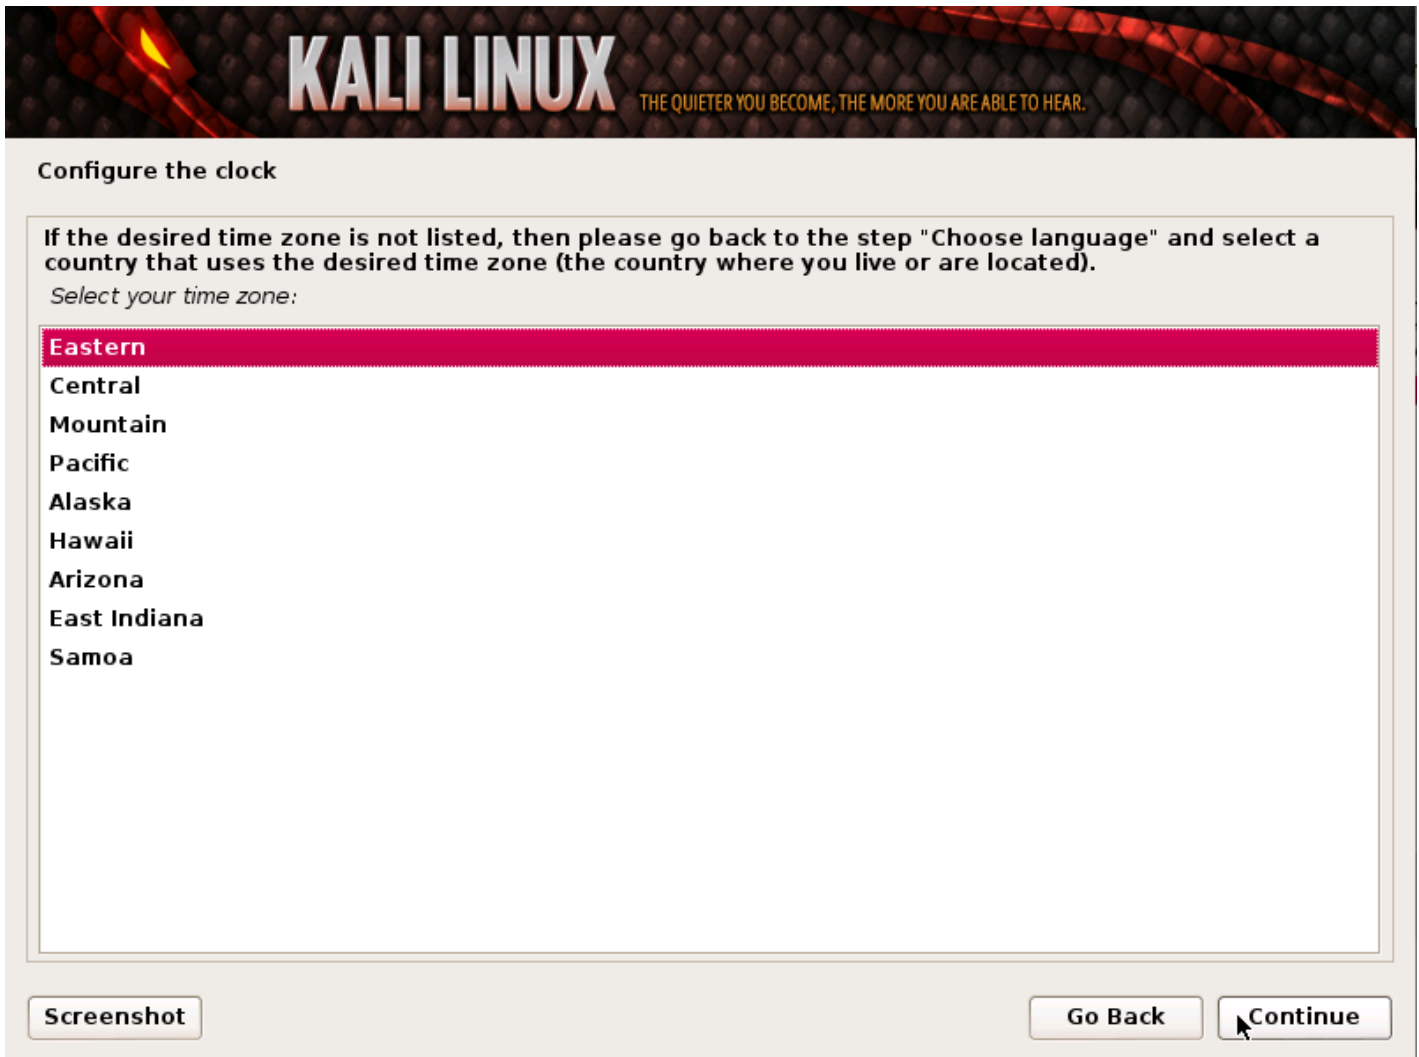 KALI LINUX
THE QUIETER YOU BECOME, THE MORE YOU ARE ABLE TO HEAR.
Configure the clock
If the desired time zone is not listed, then please go back to the step "Choose language" and select a
country that uses the desired time zone (the country where you live or are located).
Select your time zone:
Eastern
Central
Mountain
Pacific
Alaska
Hawaii
Arizona
East Indiana
Samoa
Screenshot
Go Back
Continue